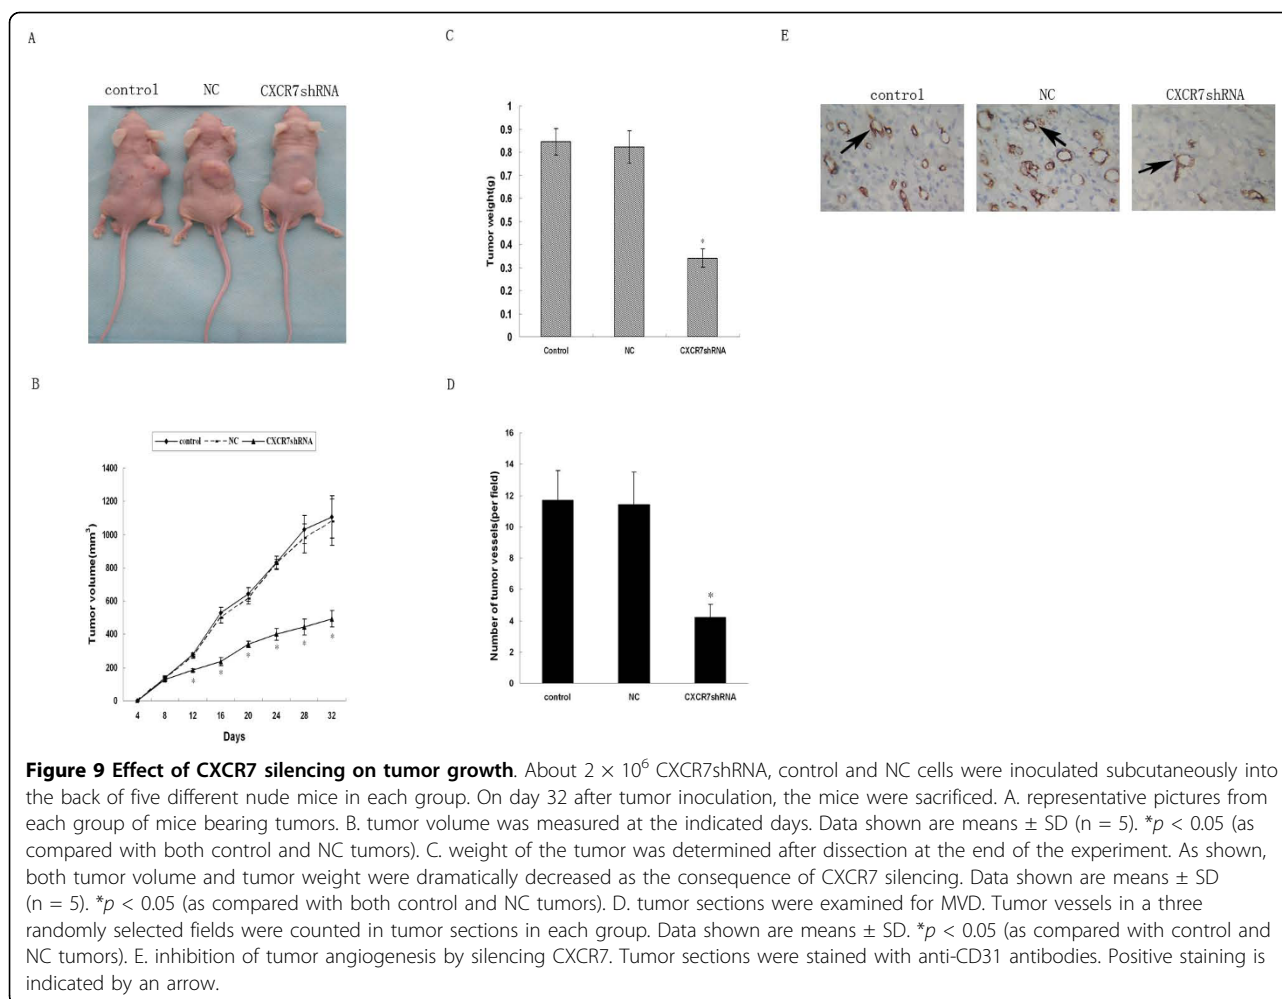 A
control NC CXCR7shRNA
C
1
0.9
0.8
0.7
0.6
0.5
0.4
0.3
0.2
0.1
0
Tumor weight(g)
*
Control NC CXCR7shRNA
E
control NC CXCR7shRNA
B
control NC CXCR7shRNA
1400
1200
1000
800
600
400
200
0
Tumor volume(mm³)
* * * * * *
4 8 12 16 20 24 28 32
Days
D
16
14
12
10
8
6
4
2
0
Number of tumor vessels(per field)
*
control NC CXCR7shRNA
Figure 9 Effect of CXCR7 silencing on tumor growth. About 2 × 10⁶ CXCR7shRNA, control and NC cells were inoculated subcutaneously into
the back of five different nude mice in each group. On day 32 after tumor inoculation, the mice were sacrificed. A. representative pictures from
each group of mice bearing tumors. B. tumor volume was measured at the indicated days. Data shown are means ± SD (n = 5). *p < 0.05 (as
compared with both control and NC tumors). C. weight of the tumor was determined after dissection at the end of the experiment. As shown,
both tumor volume and tumor weight were dramatically decreased as the consequence of CXCR7 silencing. Data shown are means ± SD
(n = 5). *p < 0.05 (as compared with both control and NC tumors). D. tumor sections were examined for MVD. Tumor vessels in a three
randomly selected fields were counted in tumor sections in each group. Data shown are means ± SD. *p < 0.05 (as compared with control and
NC tumors). E. inhibition of tumor angiogenesis by silencing CXCR7. Tumor sections were stained with anti-CD31 antibodies. Positive staining is
indicated by an arrow.